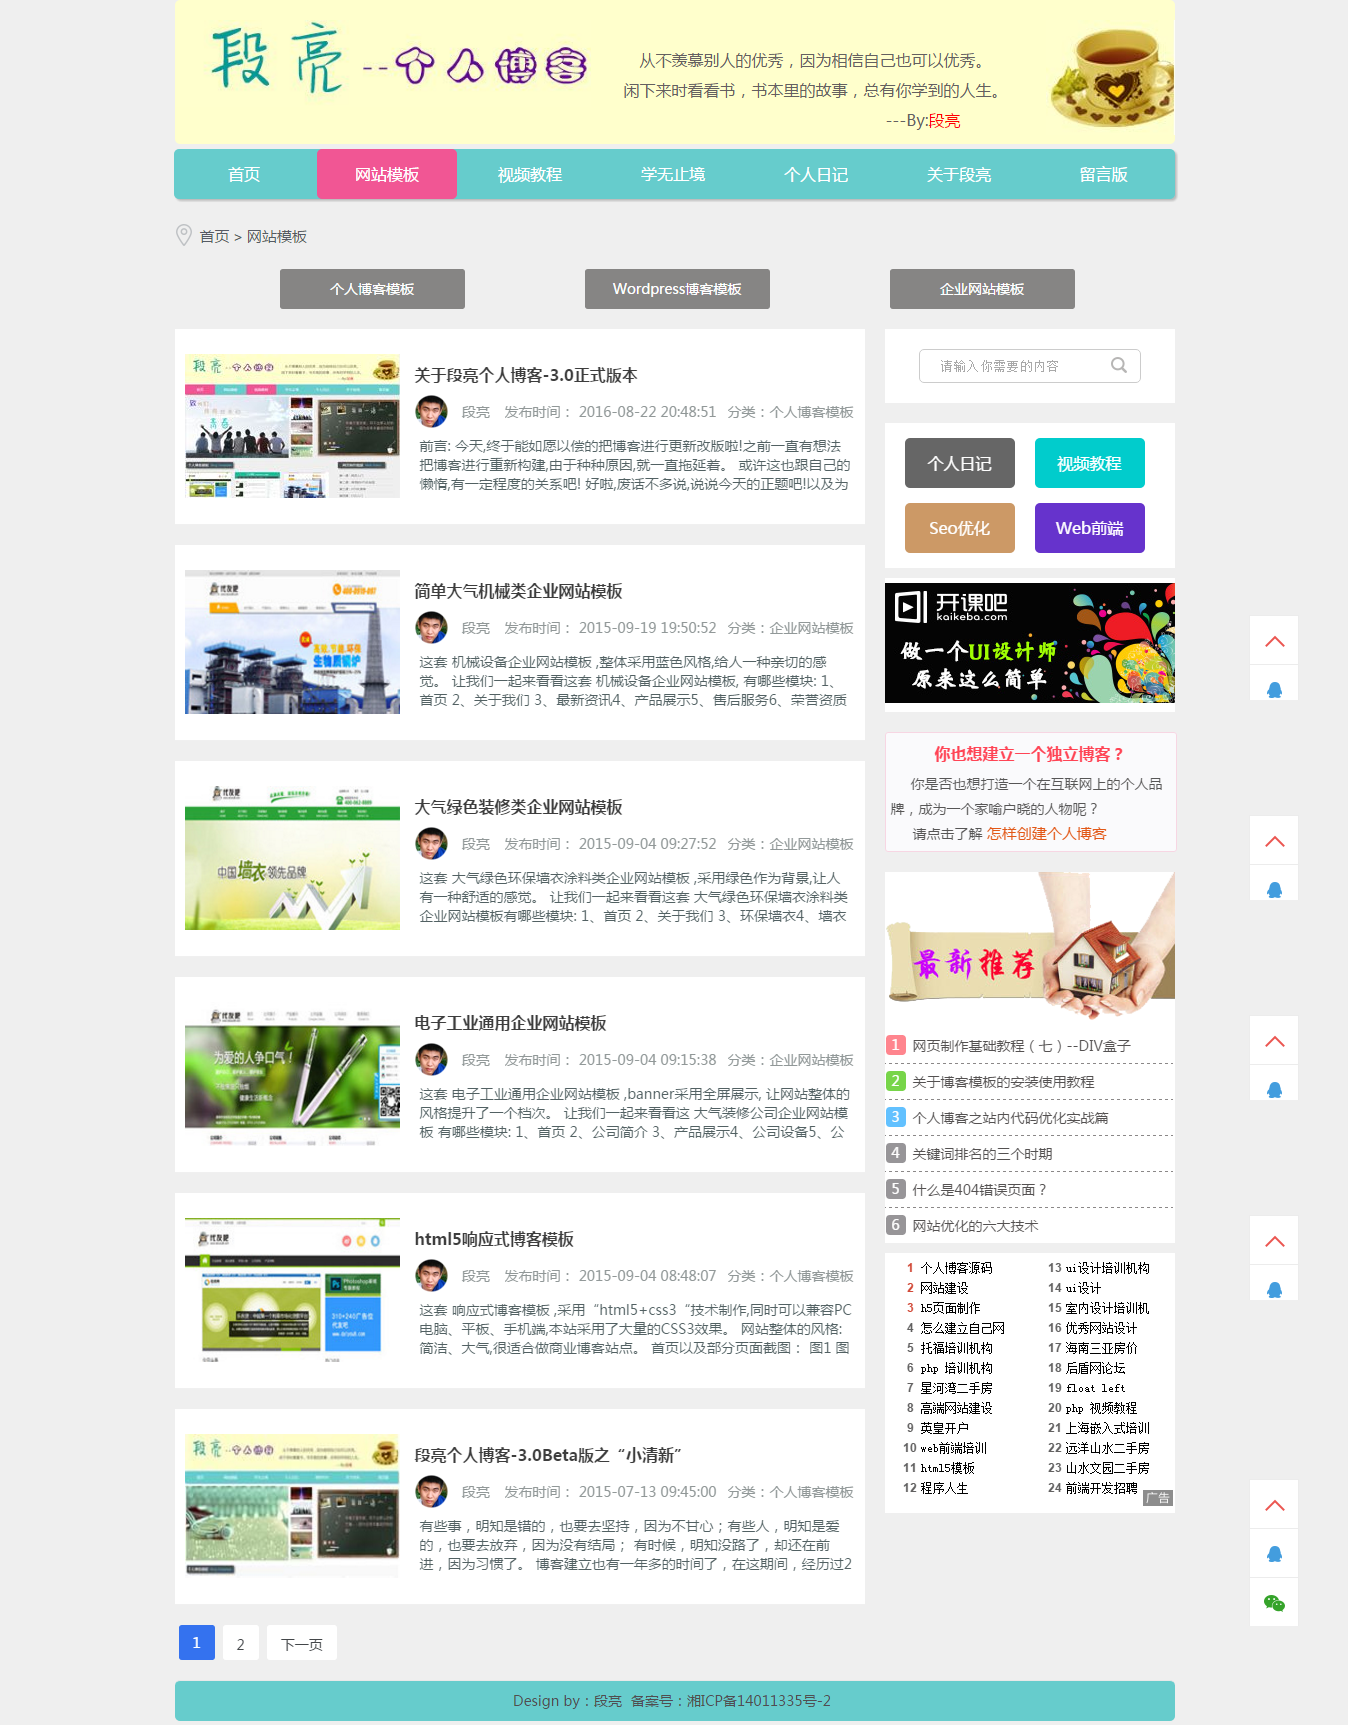 段亮--个人博客
从不羡慕别人的优秀，因为相信自己也可以优秀。
闲下来时看看书，书本里的故事，总有你学到的人生。
---By:段亮
首页 网站模板 视频教程 学无止境 个人日记 关于段亮 留言版
首页 > 网站模板
个人博客模板 Wordpress博客模板 企业网站模板
关于段亮个人博客-3.0正式版本
段亮 发布时间： 2016-08-22 20:48:51 分类：个人博客模板
前言: 今天,终于能如愿以偿的把博客进行更新改版啦!之前一直有想法
把博客进行重新构建,由于种种原因,就一直拖延着。 或许这也跟自己的
懒惰,有一定程度的关系吧! 好啦,废话不多说,说说今天的正题吧!以及为
简单大气机械类企业网站模板
段亮 发布时间： 2015-09-19 19:50:52 分类：企业网站模板
这套 机械设备企业网站模板 ,整体采用蓝色风格,给人一种亲切的感
觉。 让我们一起来看看这套 机械设备企业网站模板, 有哪些模块: 1、
首页 2、关于我们 3、最新资讯4、产品展示5、售后服务6、荣誉资质
代友吧
生物质锅炉
大气绿色装修类企业网站模板
段亮 发布时间： 2015-09-04 09:27:52 分类：企业网站模板
这套 大气绿色环保墙衣涂料类企业网站模板 ,采用绿色作为背景,让人
有一种舒适的感觉。 让我们一起来看看这套 大气绿色环保墙衣涂料类
企业网站模板有哪些模块: 1、首页 2、关于我们 3、环保墙衣4、墙衣
中国墙衣领先品牌
电子工业通用企业网站模板
段亮 发布时间： 2015-09-04 09:15:38 分类：企业网站模板
这套 电子工业通用企业网站模板 ,banner采用全屏展示, 让网站整体的
风格提升了一个档次。 让我们一起来看看这 大气装修公司企业网站模
板 有哪些模块: 1、首页 2、公司简介 3、产品展示4、公司设备5、公
为爱的人争口气！
html5响应式博客模板
段亮 发布时间： 2015-09-04 08:48:07 分类：个人博客模板
这套 响应式博客模板 ,采用“html5+css3“技术制作,同时可以兼容PC
电脑、平板、手机端,本站采用了大量的CSS3效果。 网站整体的风格:
简洁、大气,很适合做商业博客站点。 首页以及部分页面截图： 图1 图
段亮个人博客-3.0Beta版之“小清新”
段亮 发布时间： 2015-07-13 09:45:00 分类：个人博客模板
有些事，明知是错的，也要去坚持，因为不甘心；有些人，明知是爱
的，也要去放弃，因为没有结局； 有时候，明知没路了，却还在前
进，因为习惯了。 博客建立也有一年多的时间了，在这期间，经历过2
1 2 下一页
请输入你需要的内容
个人日记 视频教程
Seo优化 Web前端
开课吧
kaikeba.com
做一个UI设计师
原来这么简单
你也想建立一个独立博客？
你是否也想打造一个在互联网上的个人品
牌，成为一个家喻户晓的人物呢？
请点击了解 怎样创建个人博客
最新推荐
1 网页制作基础教程（七）--DIV盒子
2 关于博客模板的安装使用教程
3 个人博客之站内代码优化实战篇
4 关键词排名的三个时期
5 什么是404错误页面？
6 网站优化的六大技术
1 个人博客源码 13 ui设计培训机构
2 网站建设 14 ui设计
3 h5页面制作 15 室内设计培训机
4 怎么建立自己网 16 优秀网站设计
5 托福培训机构 17 海南三亚房价
6 php 培训机构 18 后盾网论坛
7 星河湾二手房 19 float left
8 高端网站建设 20 php 视频教程
9 英皇开户 21 上海嵌入式培训
10 web前端培训 22 远洋山水二手房
11 html5模板 23 山水文园二手房
12 程序人生 24 前端开发招聘
广告
Design by：段亮 备案号：湘ICP备14011335号-2